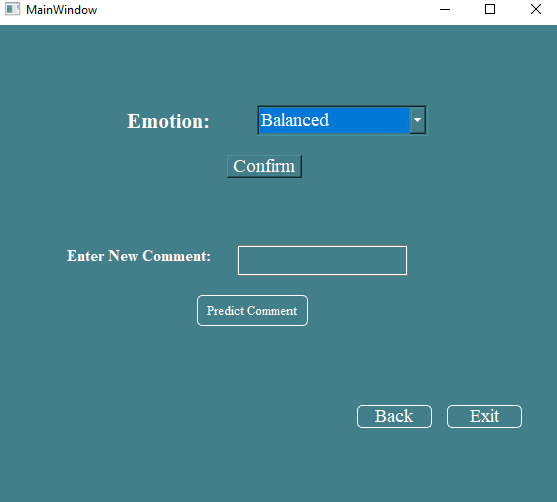 MainWindow
Emotion: Balanced
Confirm
Enter New Comment:
Predict Comment
Back Exit